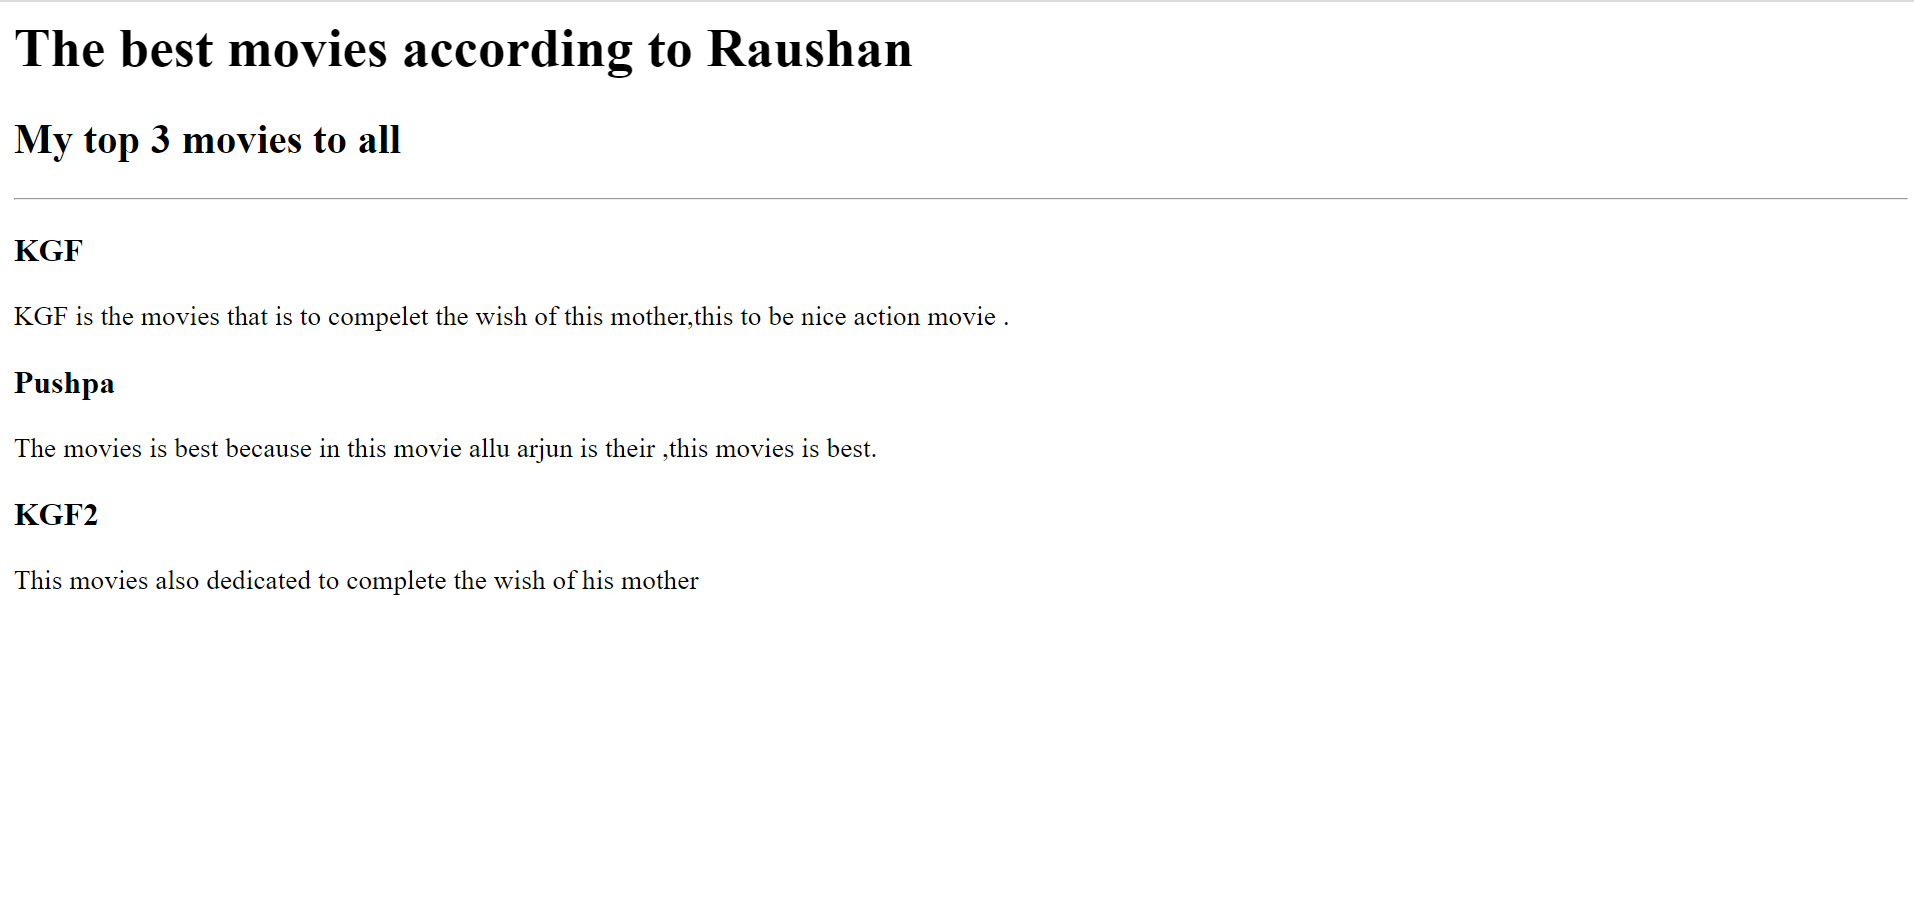 The best movies according to Raushan
My top 3 movies to all
KGF
KGF is the movies that is to compelet the wish of this mother,this to be nice action movie .
Pushpa
The movies is best because in this movie allu arjun is their ,this movies is best.
KGF2
This movies also dedicated to complete the wish of his mother